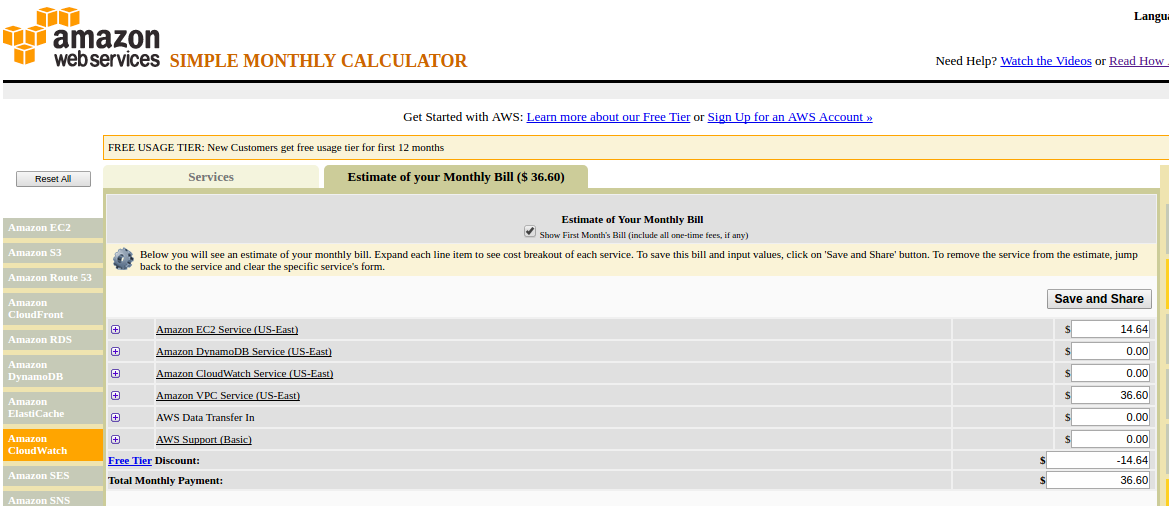 amazon
web services
SIMPLE MONTHLY CALCULATOR
Need Help? Watch the Videos or Read How
Get Started with AWS: Learn more about our Free Tier or Sign Up for an AWS Account »
FREE USAGE TIER: New Customers get free usage tier for first 12 months
Reset All
Services
Estimate of your Monthly Bill ($ 36.60)
Estimate of Your Monthly Bill
Show First Month's Bill (include all one-time fees, if any)
Below you will see an estimate of your monthly bill. Expand each line item to see cost breakout of each service. To save this bill and input values, click on 'Save and Share' button. To remove the service from the estimate, jump
back to the service and clear the specific service's form.
Save and Share
Amazon EC2
Amazon S3
Amazon Route 53
Amazon
CloudFront
Amazon RDS
Amazon
DynamoDB
Amazon
ElastiCache
Amazon
CloudWatch
Amazon SES
Amazon SNS
Amazon EC2 Service (US-East) $ 14.64
Amazon DynamoDB Service (US-East) $ 0.00
Amazon CloudWatch Service (US-East) $ 0.00
Amazon VPC Service (US-East) $ 36.60
AWS Data Transfer In $ 0.00
AWS Support (Basic) $ 0.00
Free Tier Discount: $ -14.64
Total Monthly Payment: $ 36.60